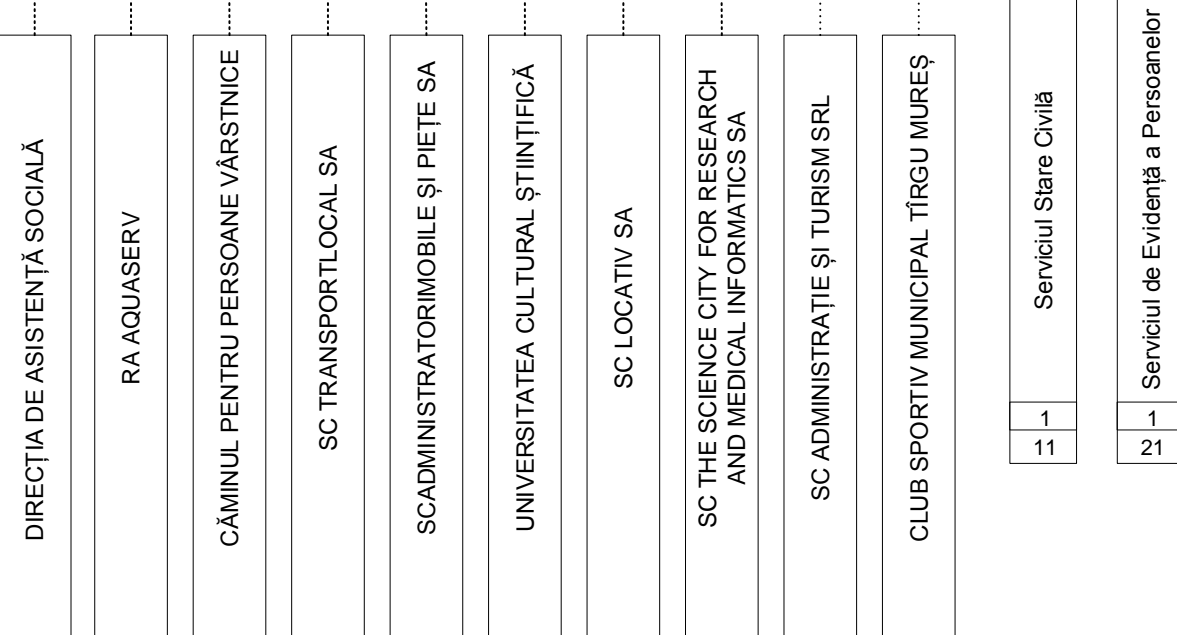 DIRECȚIA DE ASISTENȚĂ SOCIALĂ
RA AQUASERV
CĂMINUL PENTRU PERSOANE VÂRSTNICE
SC TRANSPORTLOCAL SA
SCADMINISTRATORIMOBILE ȘI PIEȚE SA
UNIVERSITATEA CULTURAL ȘTIINȚIFICĂ
SC LOCATIV SA
SC THE SCIENCE CITY FOR RESEARCH
AND MEDICAL INFORMATICS SA
SC ADMINISTRAȚIE ȘI TURISM SRL
CLUB SPORTIV MUNICIPAL TÎRGU MUREȘ
Serviciul Stare Civilă
1
11
Serviciul de Evidență a Persoanelor
1
21